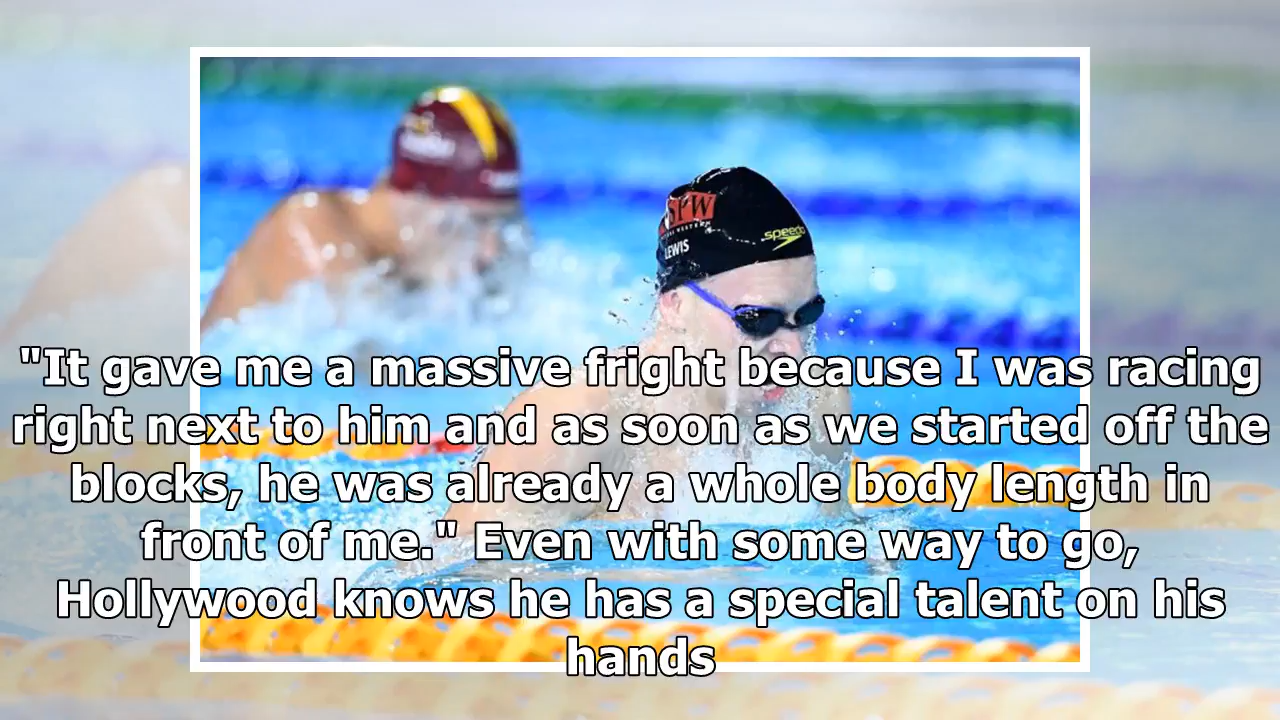 SPW
LEWIS
speedo
"It gave me a massive fright because I was racing
right next to him and as soon as we started off the
blocks, he was already a whole body length in
front of me." Even with some way to go,
Hollywood knows he has a special talent on his
hands